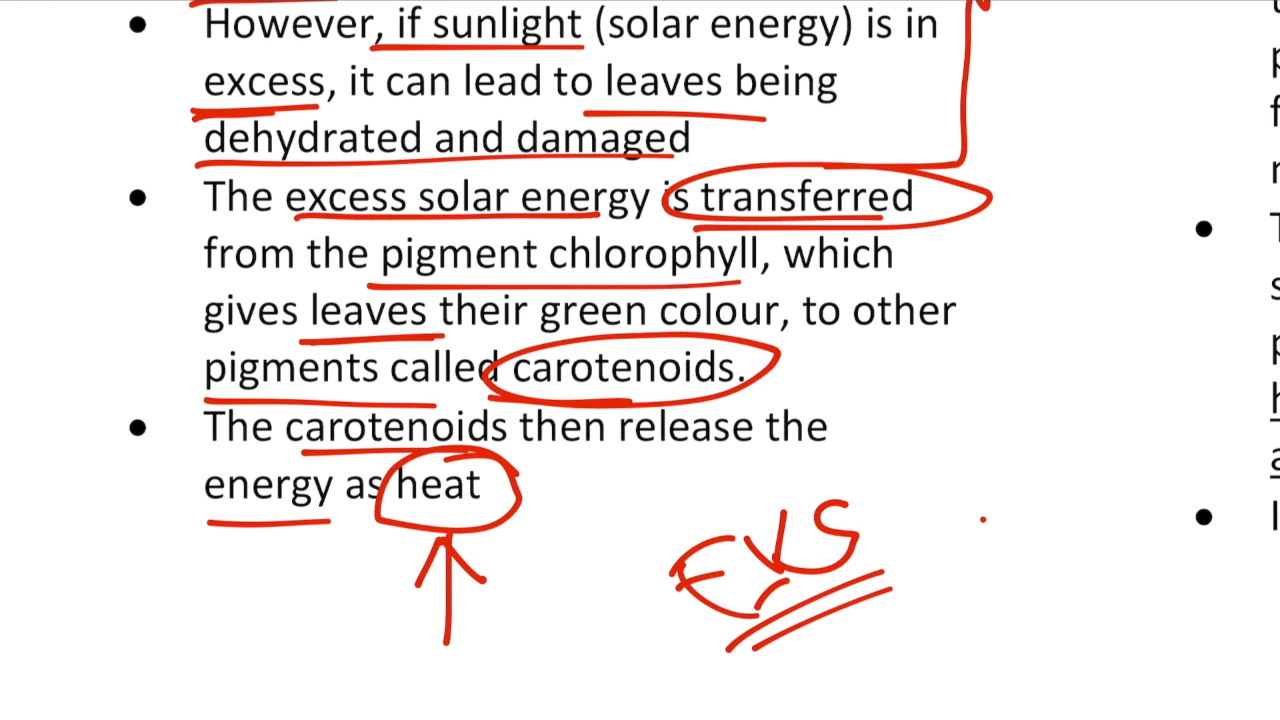 • However, if sunlight (solar energy) is in
excess, it can lead to leaves being
dehydrated and damaged
• The excess solar energy is transferred
from the pigment chlorophyll, which
gives leaves their green colour, to other
pigments called carotenoids.
• The carotenoids then release the
energy as heat